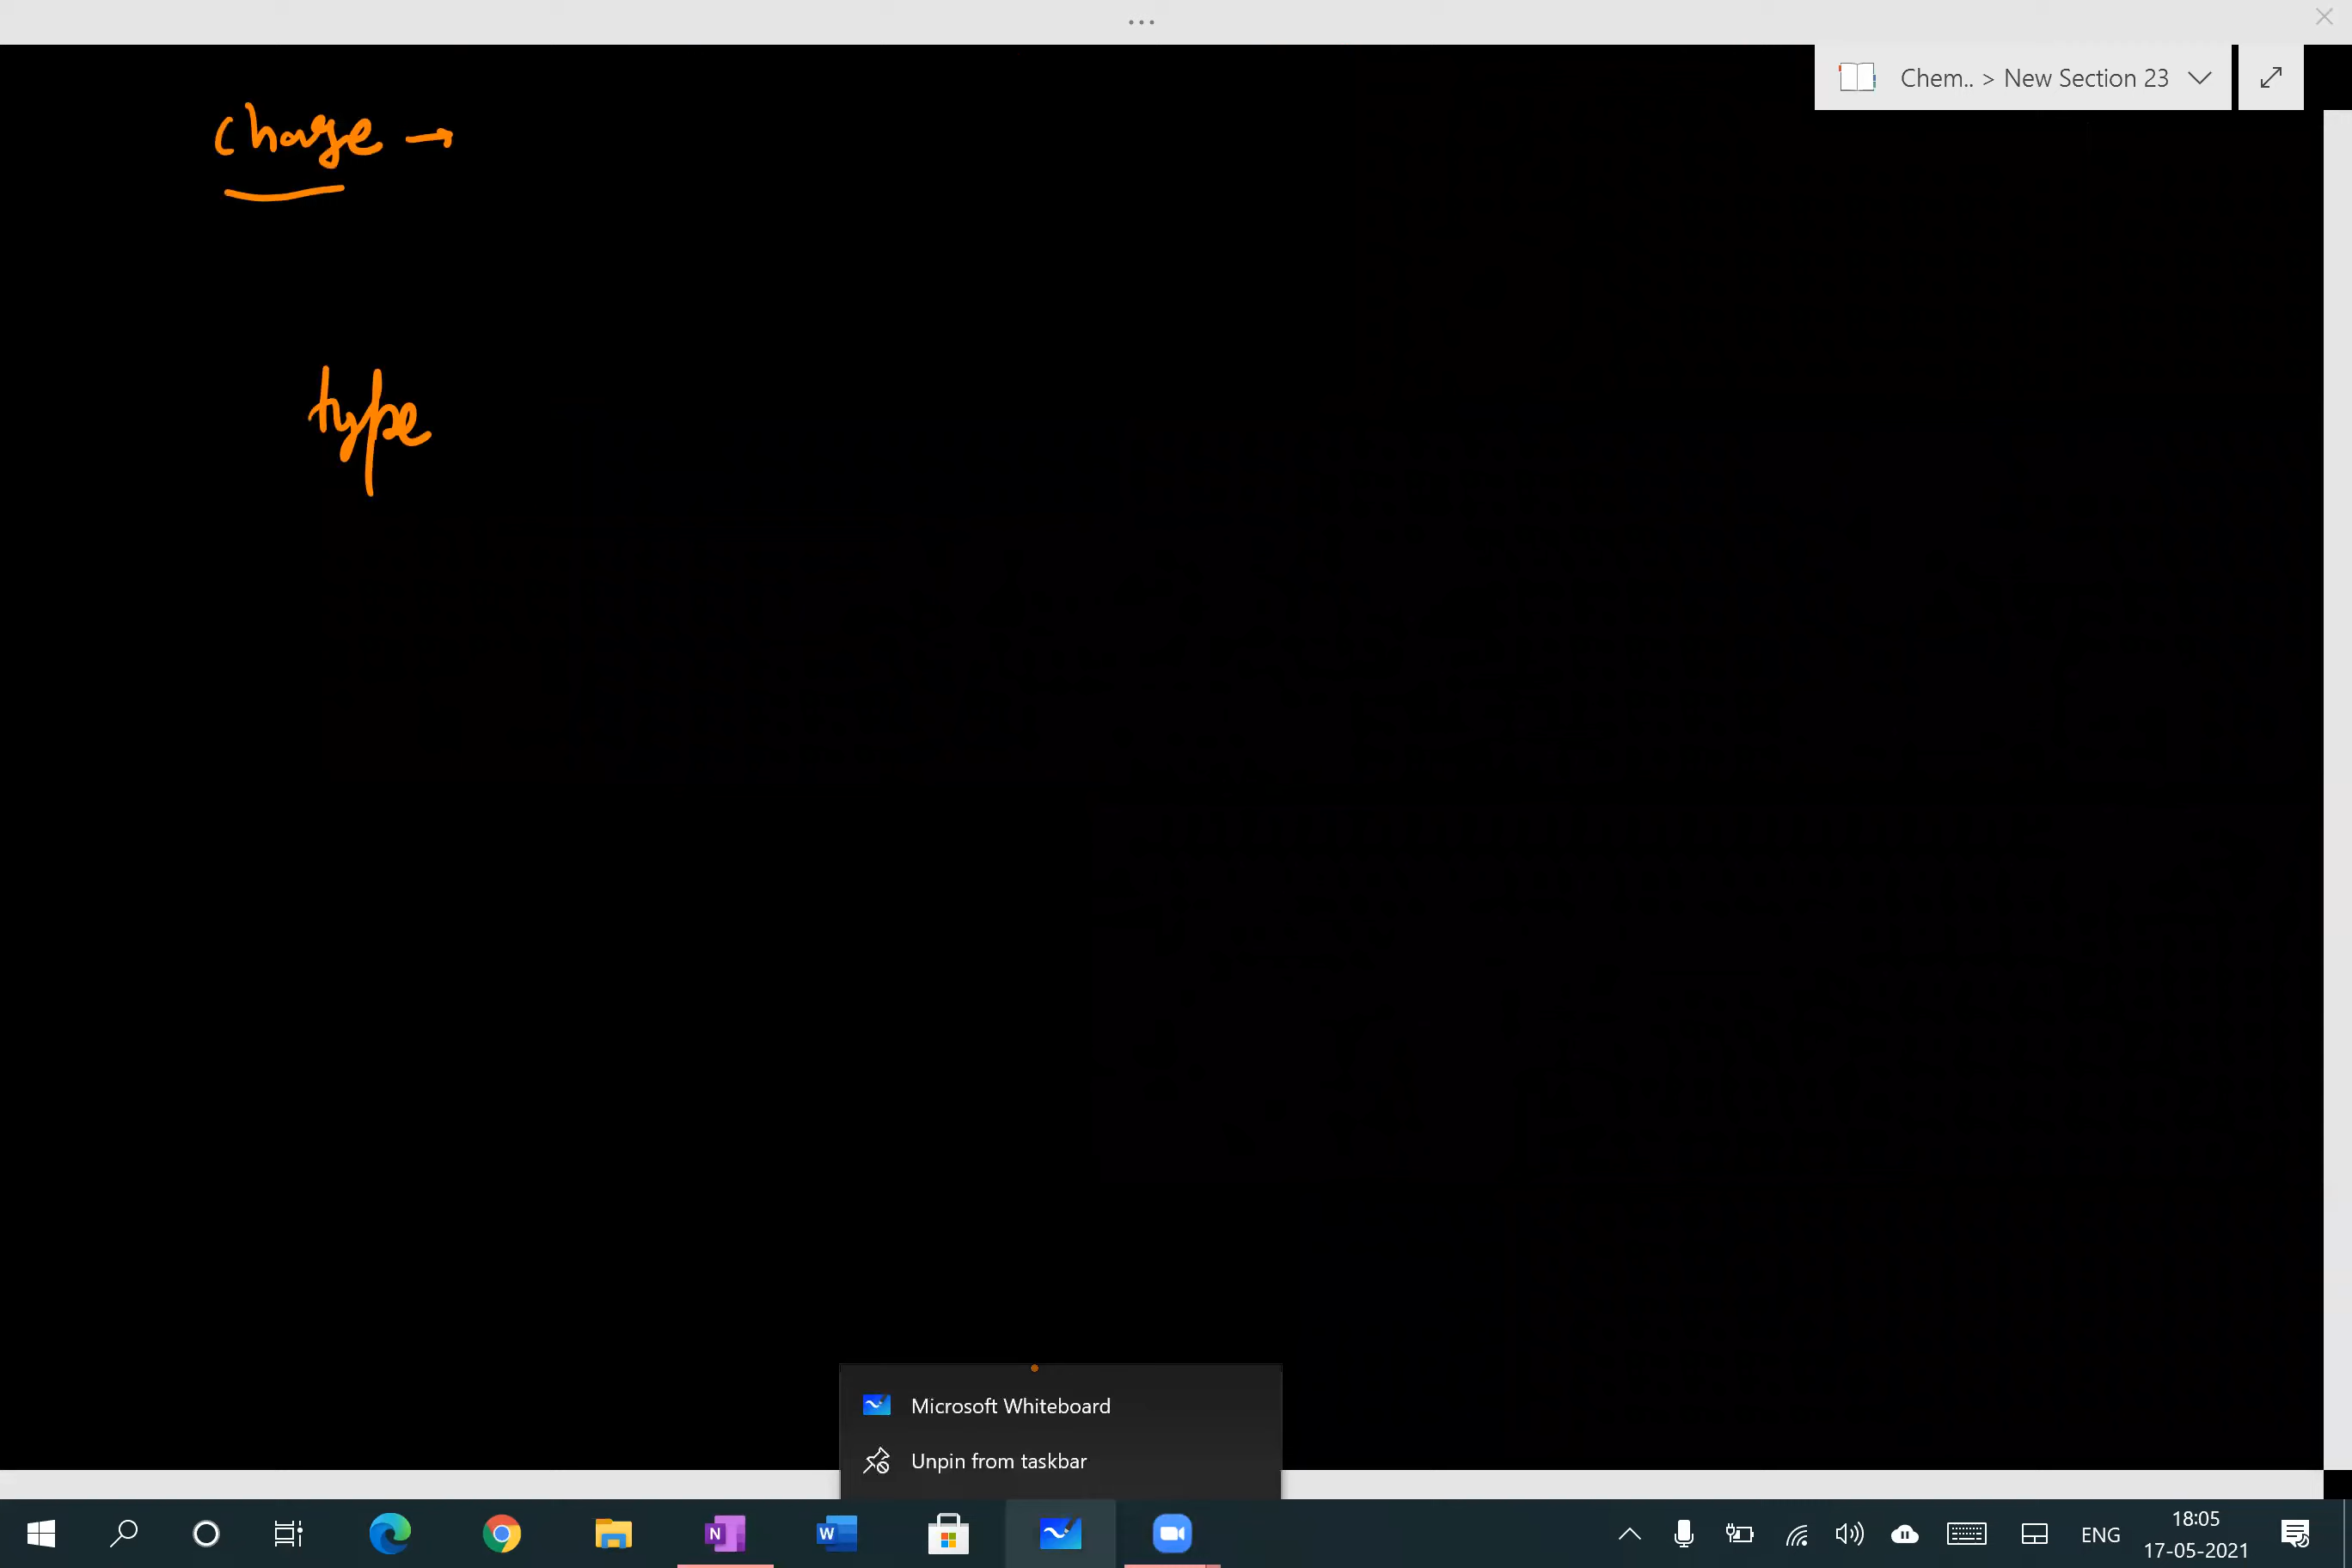 ...
Chem.. > New Section 23
charge →
type
Microsoft Whiteboard
Unpin from taskbar
ENG
18:05
17-05-2021